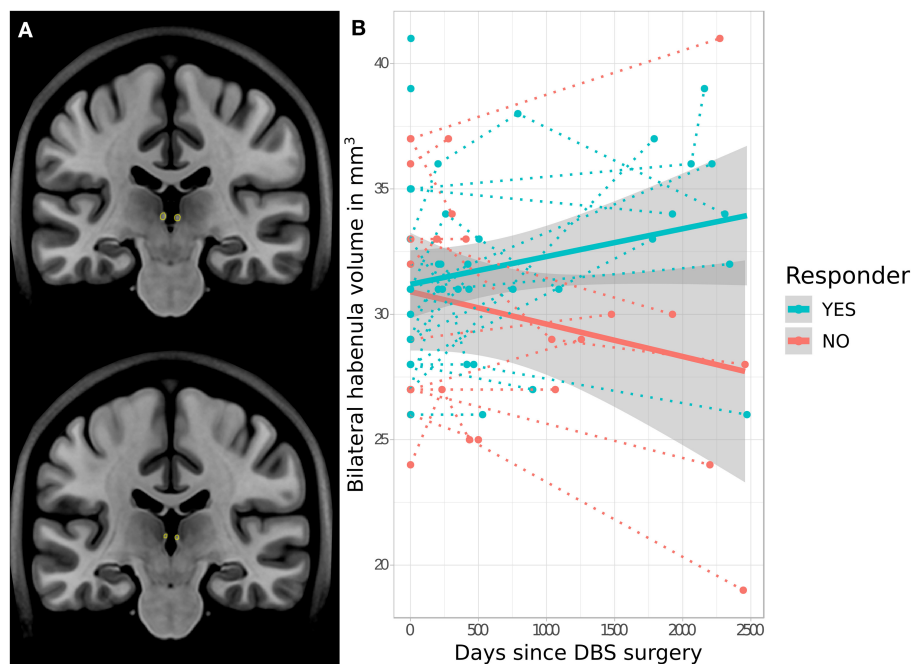 A
B
Bilateral habenula volume in mm³
40
35
30
25
20
0
500
1000
1500
2000
2500
Days since DBS surgery
Responder
YES
NO